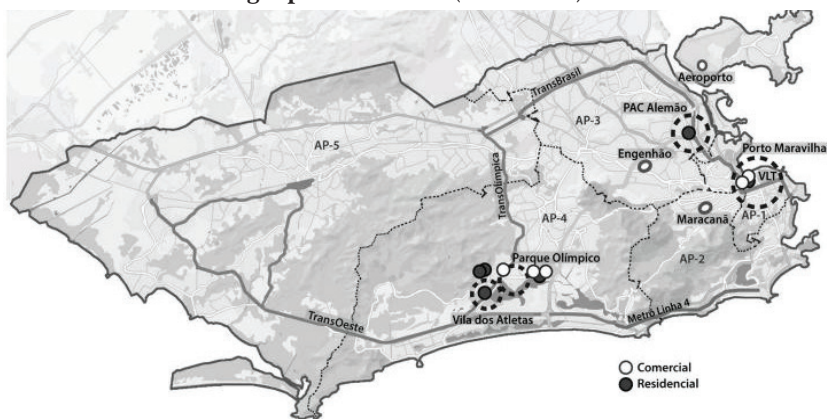 Aeroporto
TransBrasil
PAC Alemão
AP-3
Porto Maravilha
AP-5
Engenhão
VLT
TransOlímpica
Maracanã
AP-1
AP-4
Parque Olímpico
AP-2
TransOeste
Vila dos Atletas
Metrô Linha 4
Comercial
Residencial